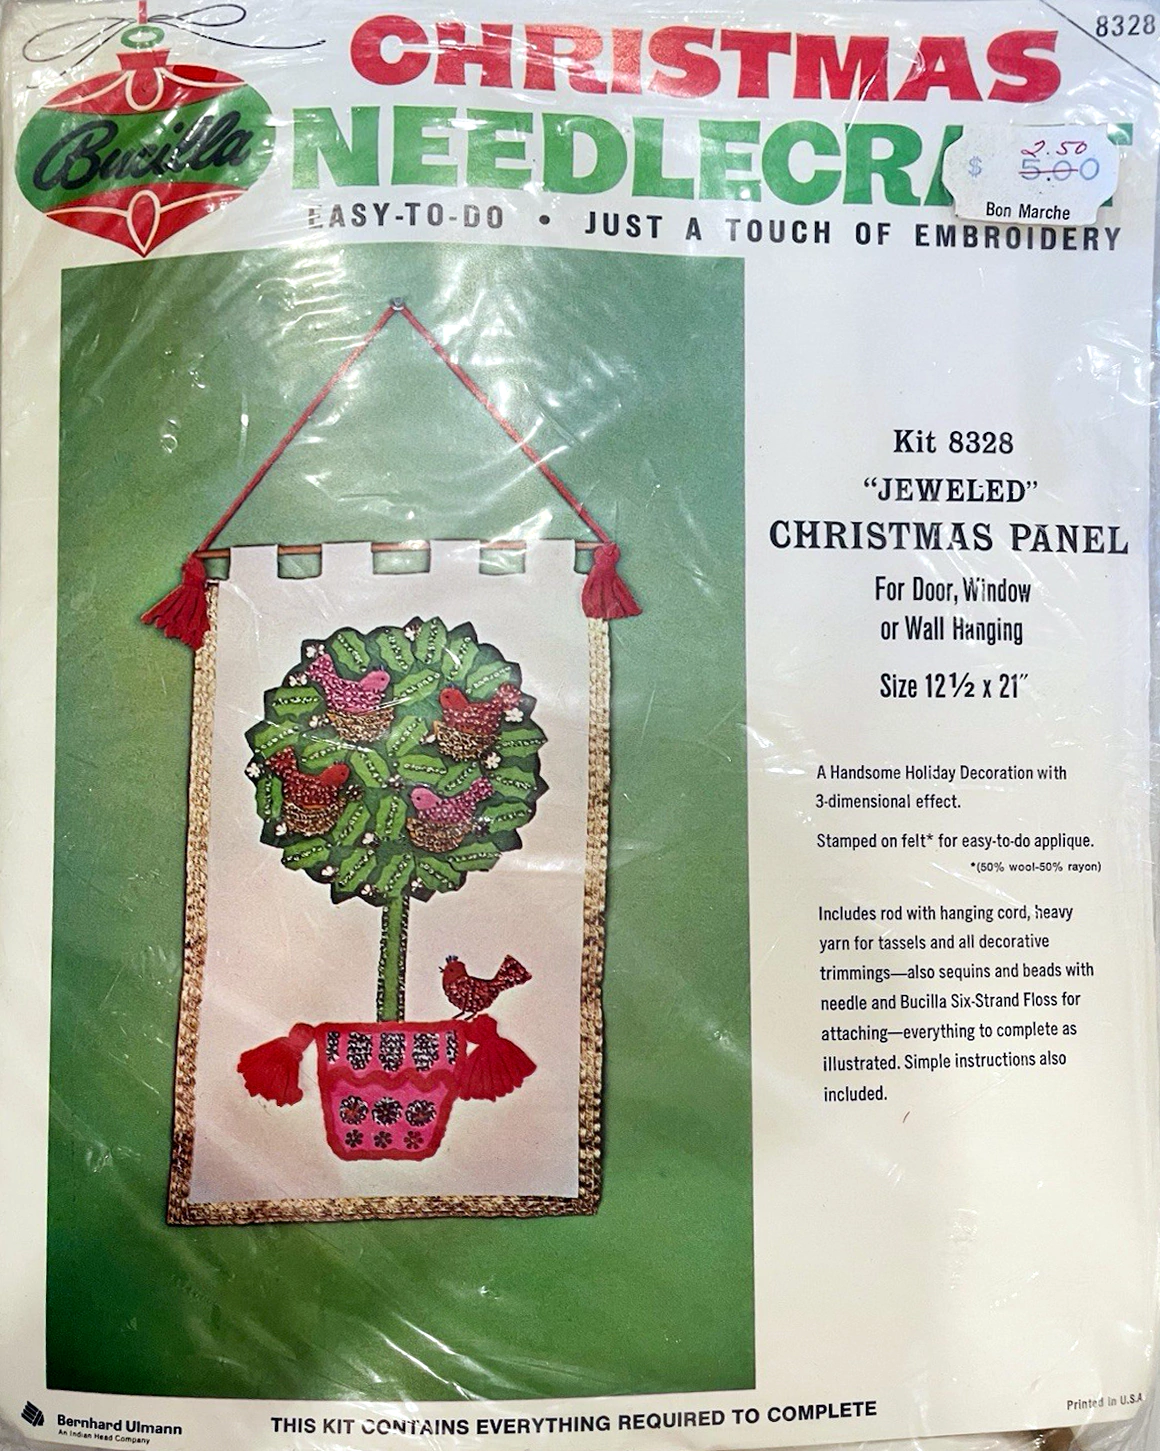 8328
CHRISTMAS
Bucilla
NEEDLECRA T
2.50
$ 5.00
Bon Marche
EASY-TO-DO • JUST A TOUCH OF EMBROIDERY
Kit 8328
“JEWELED”
CHRISTMAS PANEL
For Door, Window
or Wall Hanging
Size 12½ x 21″
A Handsome Holiday Decoration with
3-dimensional effect.
Stamped on felt* for easy-to-do applique.
*(50% wool-50% rayon)
Includes rod with hanging cord, heavy
yarn for tassels and all decorative
trimmings—also sequins and beads with
needle and Bucilla Six-Strand Floss for
attaching—everything to complete as
illustrated. Simple instructions also
included.
Bernhard Ulmann
An Indian Head Company
THIS KIT CONTAINS EVERYTHING REQUIRED TO COMPLETE
Printed in U.S.A.